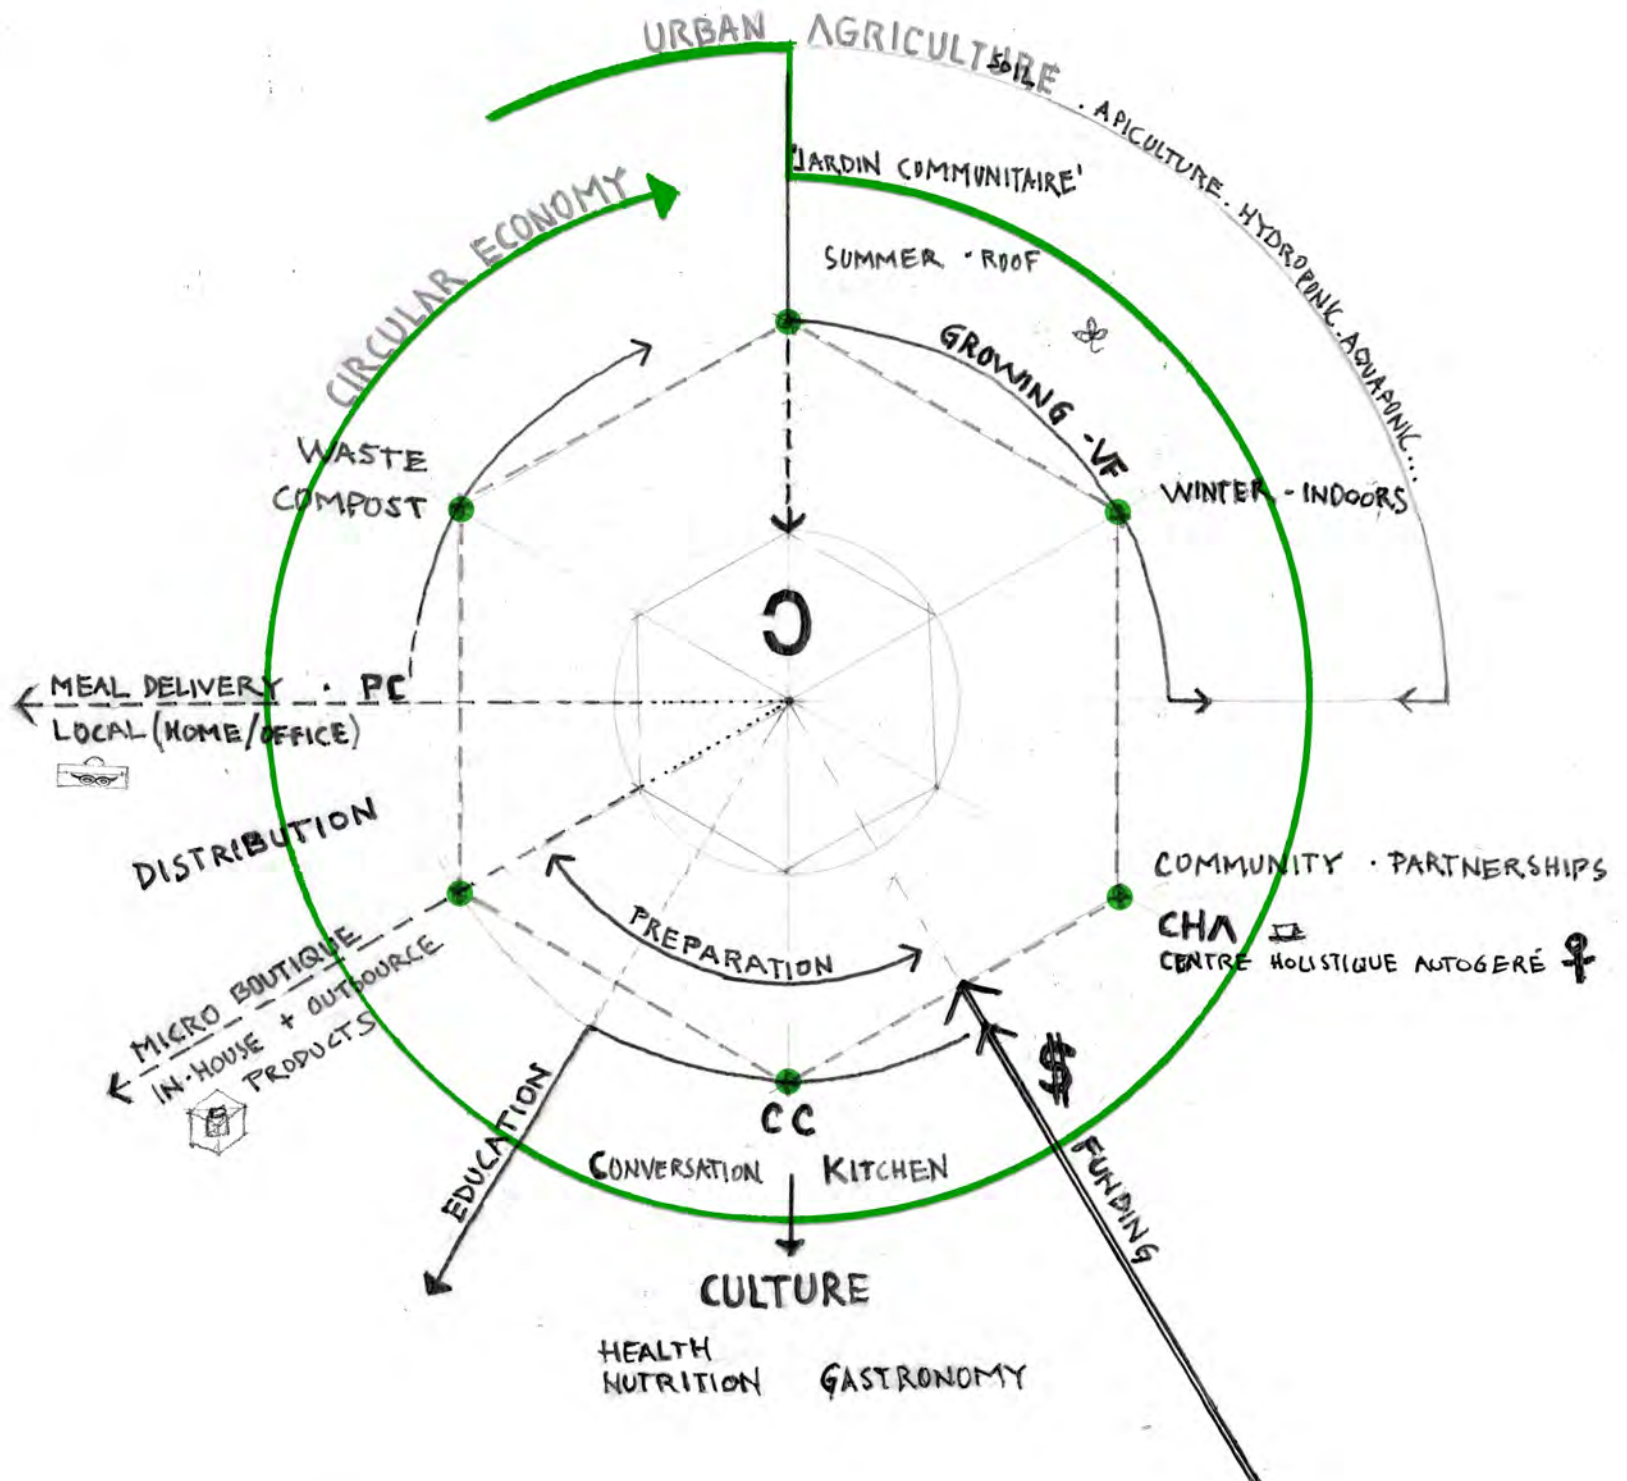 URBAN AGRICULTURE
SOIL . APICULTURE . HYDROPONIC . AQUAPONIC...
'JARDIN COMMUNITAIRE'
CIRCULAR ECONOMY
SUMMER · ROOF
GROWING - VF
WASTE
COMPOST
WINTER - INDOORS
Ɔ
MEAL DELIVERY · PC
LOCAL (HOME/OFFICE)
DISTRIBUTION
COMMUNITY · PARTNERSHIPS
CHA
CENTRE HOLISTIQUE AUTOGERÉ
PREPARATION
MICRO BOUTIQUE
IN-HOUSE + OUTSOURCE
PRODUCTS
$
EDUCATION
CC
CONVERSATION KITCHEN
FUNDING
CULTURE
HEALTH
NUTRITION GASTRONOMY